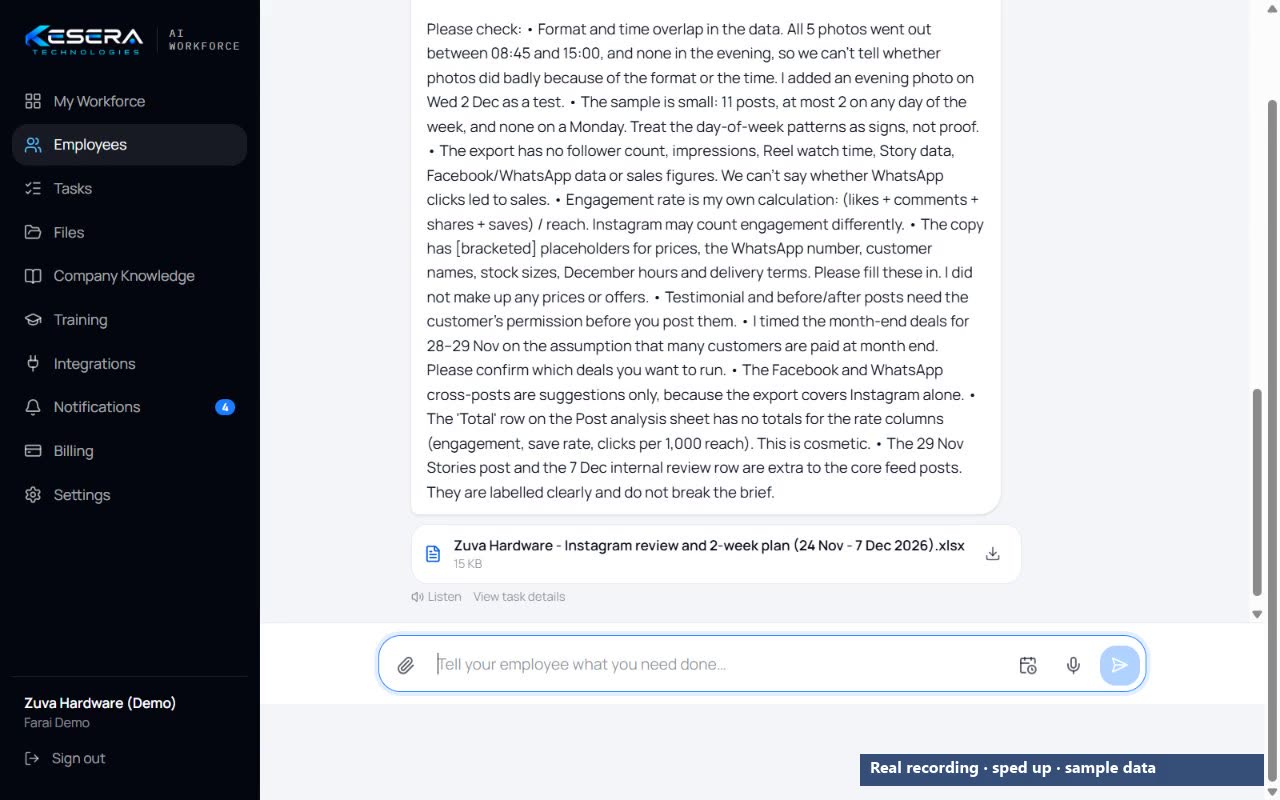 KESERA
TECHNOLOGIES
AI
WORKFORCE
My Workforce
Employees
Tasks
Files
Company Knowledge
Training
Integrations
Notifications
4
Billing
Settings
Zuva Hardware (Demo)
Farai Demo
Sign out
Please check: • Format and time overlap in the data. All 5 photos went out
between 08:45 and 15:00, and none in the evening, so we can't tell whether
photos did badly because of the format or the time. I added an evening photo on
Wed 2 Dec as a test. • The sample is small: 11 posts, at most 2 on any day of the
week, and none on a Monday. Treat the day-of-week patterns as signs, not proof.
• The export has no follower count, impressions, Reel watch time, Story data,
Facebook/WhatsApp data or sales figures. We can't say whether WhatsApp
clicks led to sales. • Engagement rate is my own calculation: (likes + comments +
shares + saves) / reach. Instagram may count engagement differently. • The copy
has [bracketed] placeholders for prices, the WhatsApp number, customer
names, stock sizes, December hours and delivery terms. Please fill these in. I did
not make up any prices or offers. • Testimonial and before/after posts need the
customer's permission before you post them. • I timed the month-end deals for
28–29 Nov on the assumption that many customers are paid at month end.
Please confirm which deals you want to run. • The Facebook and WhatsApp
cross-posts are suggestions only, because the export covers Instagram alone. •
The 'Total' row on the Post analysis sheet has no totals for the rate columns
(engagement, save rate, clicks per 1,000 reach). This is cosmetic. • The 29 Nov
Stories post and the 7 Dec internal review row are extra to the core feed posts.
They are labelled clearly and do not break the brief.
Zuva Hardware - Instagram review and 2-week plan (24 Nov - 7 Dec 2026).xlsx
15 KB
Listen View task details
Tell your employee what you need done...
Real recording · sped up · sample data